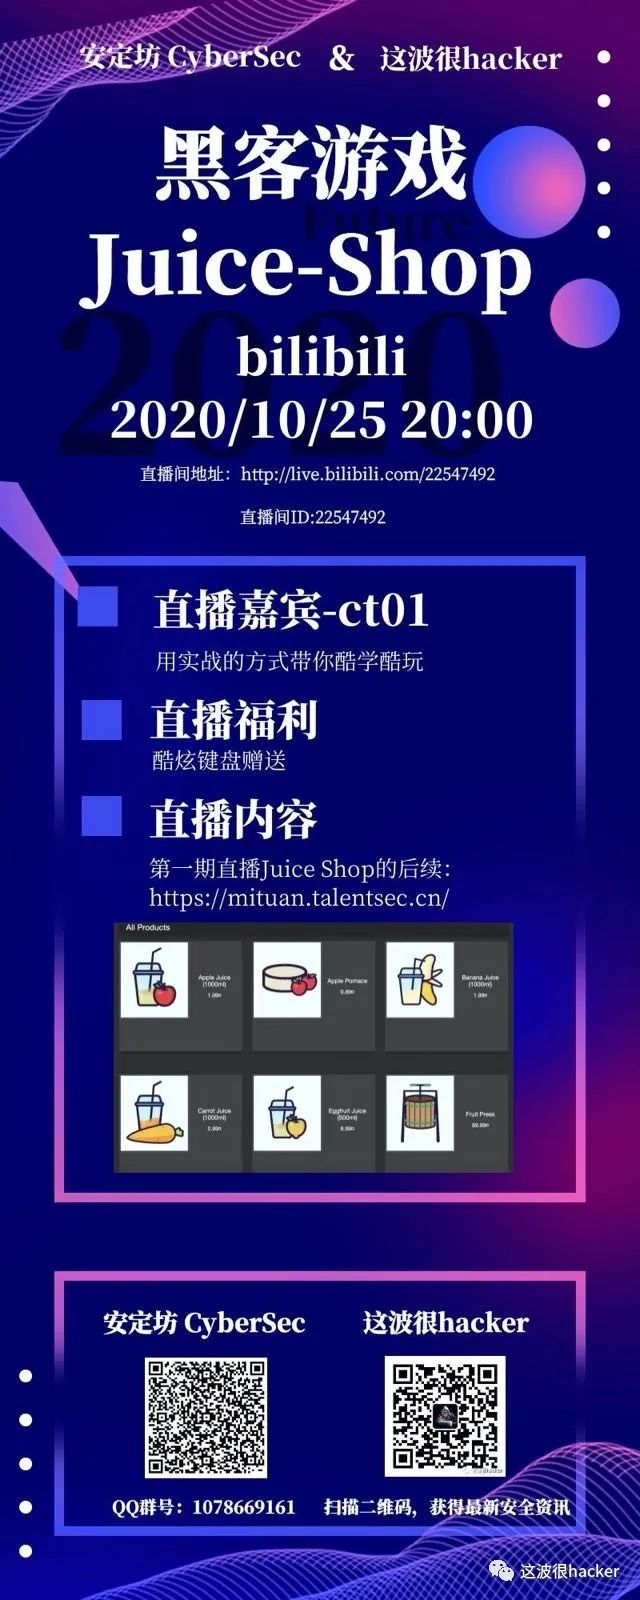 安定坊 CyberSec & 这波很hacker
黑客游戏
Future
Juice-Shop
2020
bilibili
2020/10/25 20:00
直播间地址：http://live.bilibili.com/22547492
直播间ID:22547492
直播嘉宾-ct01
用实战的方式带你酷学酷玩
直播福利
酷炫键盘赠送
直播内容
第一期直播Juice Shop的后续：
https://mituan.talentsec.cn/
All Products
Apple Juice
(1000ml)
1.99¤
Apple Pomace
0.89¤
Banana Juice
(1000ml)
1.99¤
Carrot Juice
(1000ml)
2.99¤
Eggfruit Juice
(500ml)
8.99¤
Fruit Press
89.99¤
安定坊 CyberSec
这波很hacker
QQ群号：1078669161
扫描二维码，获得最新安全资讯
这波很hacker